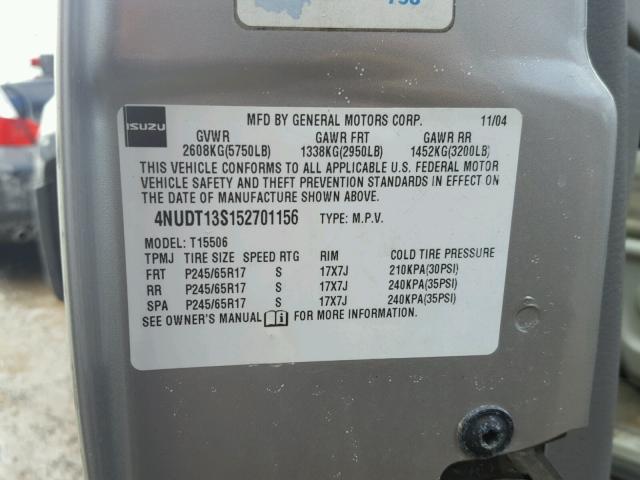 798
ISUZU
MFD BY GENERAL MOTORS CORP. 11/04
GVWR GAWR FRT GAWR RR
2608KG(5750LB) 1338KG(2950LB) 1452KG(3200LB)
THIS VEHICLE CONFORMS TO ALL APPLICABLE U.S. FEDERAL MOTOR
VEHICLE SAFETY AND THEFT PREVENTION STANDARDS IN EFFECT ON
THE DATE OF MANUFACTURE SHOWN ABOVE.
4NUDT13S152701156 TYPE: M.P.V.
MODEL: T15506
TPMJ TIRE SIZE SPEED RTG RIM COLD TIRE PRESSURE
FRT P245/65R17 S 17X7J 210KPA(30PSI)
RR P245/65R17 S 17X7J 240KPA(35PSI)
SPA P245/65R17 S 17X7J 240KPA(35PSI)
SEE OWNER'S MANUAL FOR MORE INFORMATION.